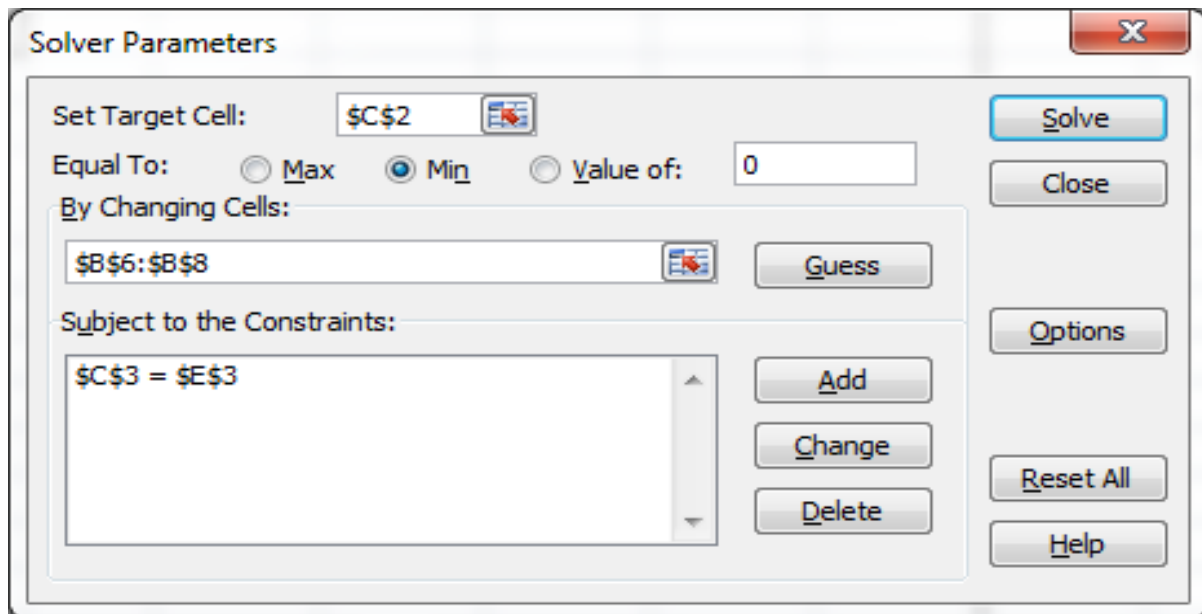 Solver Parameters
Set Target Cell: $C$2
Solve
Equal To: Max Min Value of: 0
Close
By Changing Cells:
$B$6:$B$8
Guess
Subject to the Constraints:
Options
$C$3 = $E$3
Add
Change
Reset All
Delete
Help